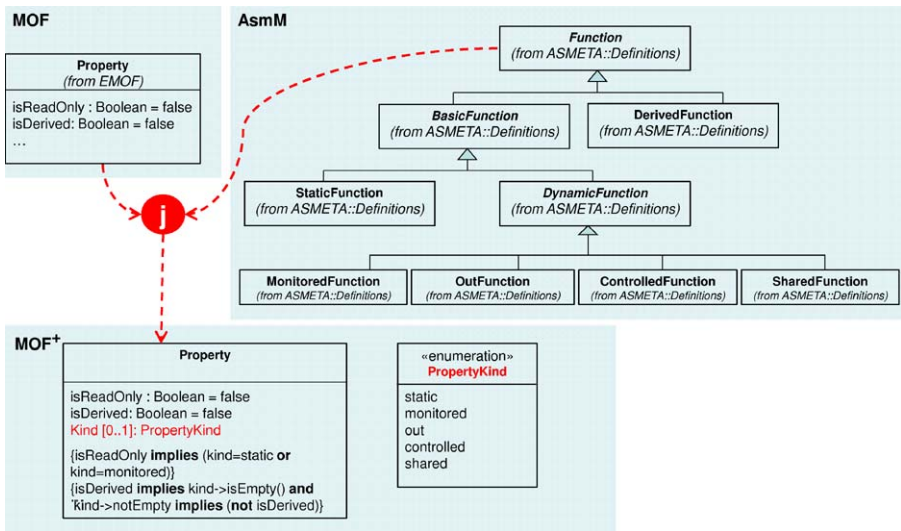 MOF
Property
(from EMOF)
isReadOnly : Boolean = false
isDerived: Boolean = false
...
AsmM
Function
(from ASMETA::Definitions)
BasicFunction
(from ASMETA::Definitions)
DerivedFunction
(from ASMETA::Definitions)
StaticFunction
(from ASMETA::Definitions)
DynamicFunction
(from ASMETA::Definitions)
MonitoredFunction
(from ASMETA::Definitions)
OutFunction
(from ASMETA::Definitions)
ControlledFunction
(from ASMETA::Definitions)
SharedFunction
(from ASMETA::Definitions)
j
MOF+
Property
isReadOnly : Boolean = false
isDerived: Boolean = false
Kind [0..1]: PropertyKind
{isReadOnly implies (kind=static or
kind=monitored)}
{isDerived implies kind->isEmpty() and
kind->notEmpty implies (not isDerived)}
«enumeration»
PropertyKind
static
monitored
out
controlled
shared